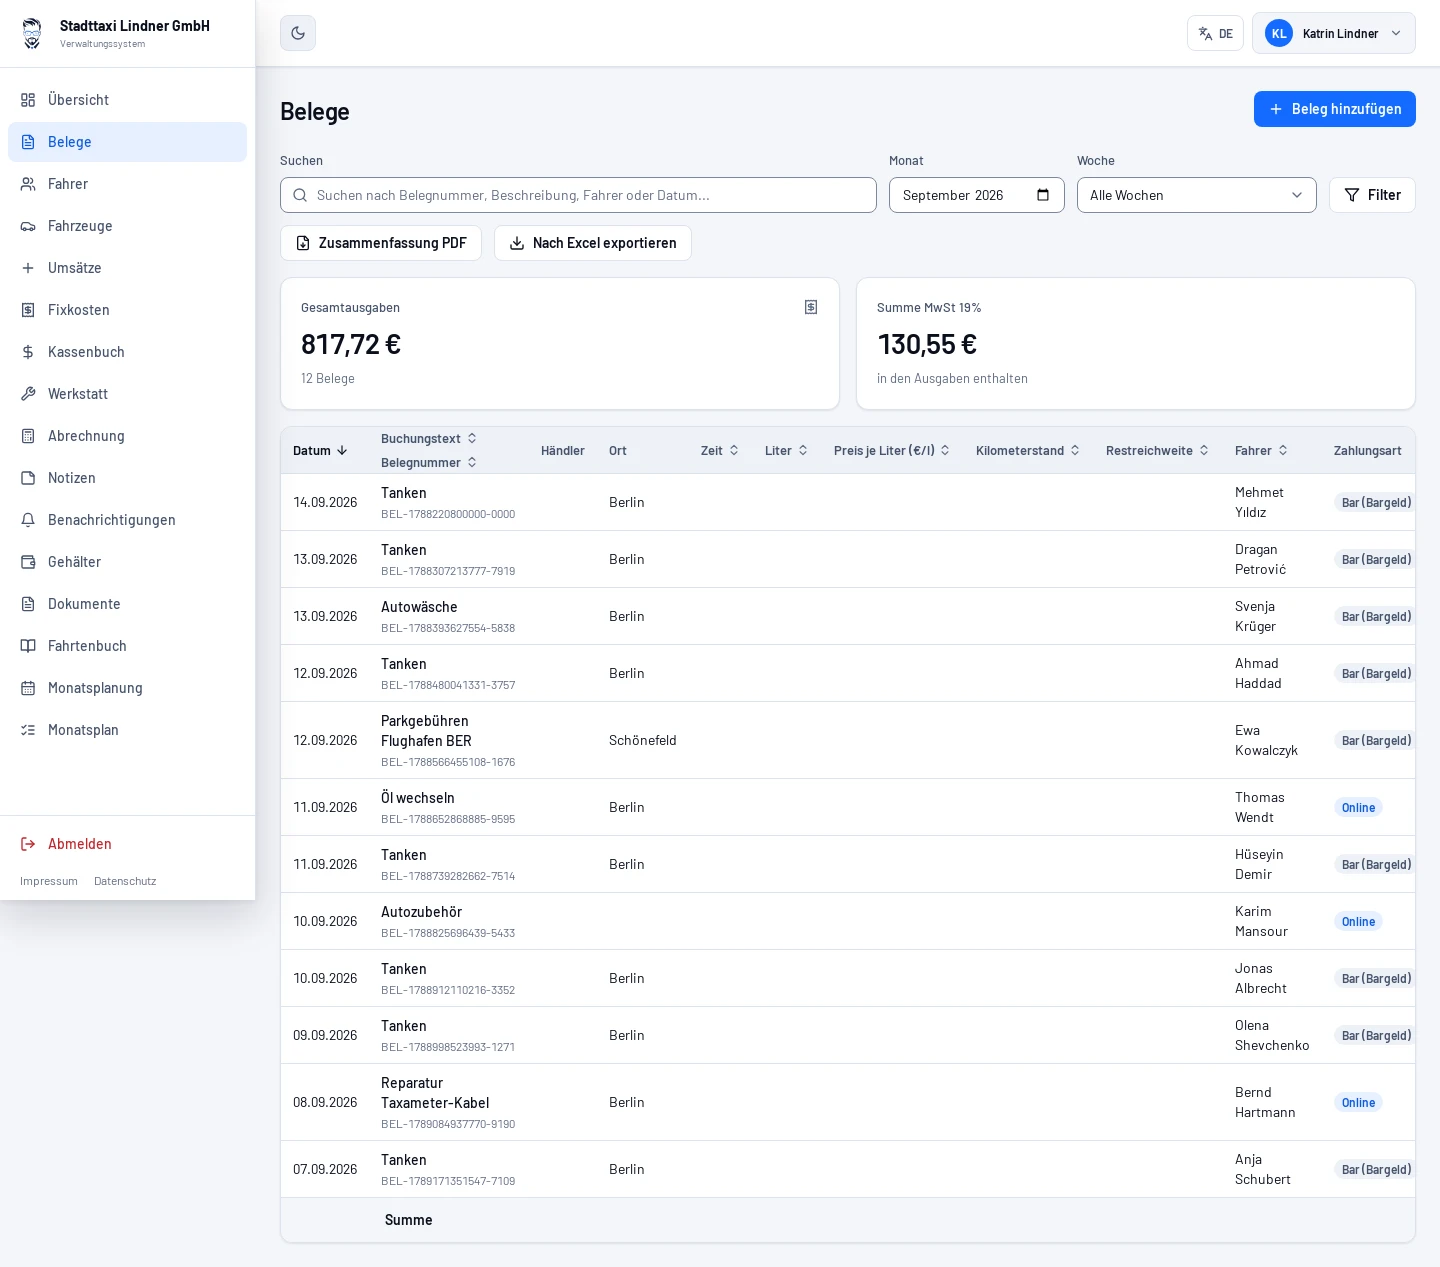 Stadttaxi Lindner GmbH
Verwaltungssystem
Übersicht
Belege
Fahrer
Fahrzeuge
Umsätze
Fixkosten
Kassenbuch
Werkstatt
Abrechnung
Notizen
Benachrichtigungen
Gehälter
Dokumente
Fahrtenbuch
Monatsplanung
Monatsplan
Abmelden
Impressum Datenschutz
DE
KL Katrin Lindner
Belege
Beleg hinzufügen
Suchen
Suchen nach Belegnummer, Beschreibung, Fahrer oder Datum...
Monat
September 2026
Woche
Alle Wochen
Filter
Zusammenfassung PDF
Nach Excel exportieren
Gesamtausgaben
817,72 €
12 Belege
Summe MwSt 19%
130,55 €
in den Ausgaben enthalten
Datum Buchungstext Belegnummer Händler Ort Zeit Liter Preis je Liter (€/l) Kilometerstand Restreichweite Fahrer Zahlungsart
14.09.2026 Tanken BEL-1788220800000-0000 Berlin Mehmet Yıldız Bar (Bargeld)
13.09.2026 Tanken BEL-1788307213777-7919 Berlin Dragan Petrović Bar (Bargeld)
13.09.2026 Autowäsche BEL-1788393627554-5838 Berlin Svenja Krüger Bar (Bargeld)
12.09.2026 Tanken BEL-1788480041331-3757 Berlin Ahmad Haddad Bar (Bargeld)
12.09.2026 Parkgebühren Flughafen BER BEL-1788566455108-1676 Schönefeld Ewa Kowalczyk Bar (Bargeld)
11.09.2026 Öl wechseln BEL-1788652868885-9595 Berlin Thomas Wendt Online
11.09.2026 Tanken BEL-1788739282662-7514 Berlin Hüseyin Demir Bar (Bargeld)
10.09.2026 Autozubehör BEL-1788825696439-5433 Karim Mansour Online
10.09.2026 Tanken BEL-1788912110216-3352 Berlin Jonas Albrecht Bar (Bargeld)
09.09.2026 Tanken BEL-1788998523993-1271 Berlin Olena Shevchenko Bar (Bargeld)
08.09.2026 Reparatur Taxameter-Kabel BEL-1789084937770-9190 Berlin Bernd Hartmann Online
07.09.2026 Tanken BEL-1789171351547-7109 Berlin Anja Schubert Bar (Bargeld)
Summe